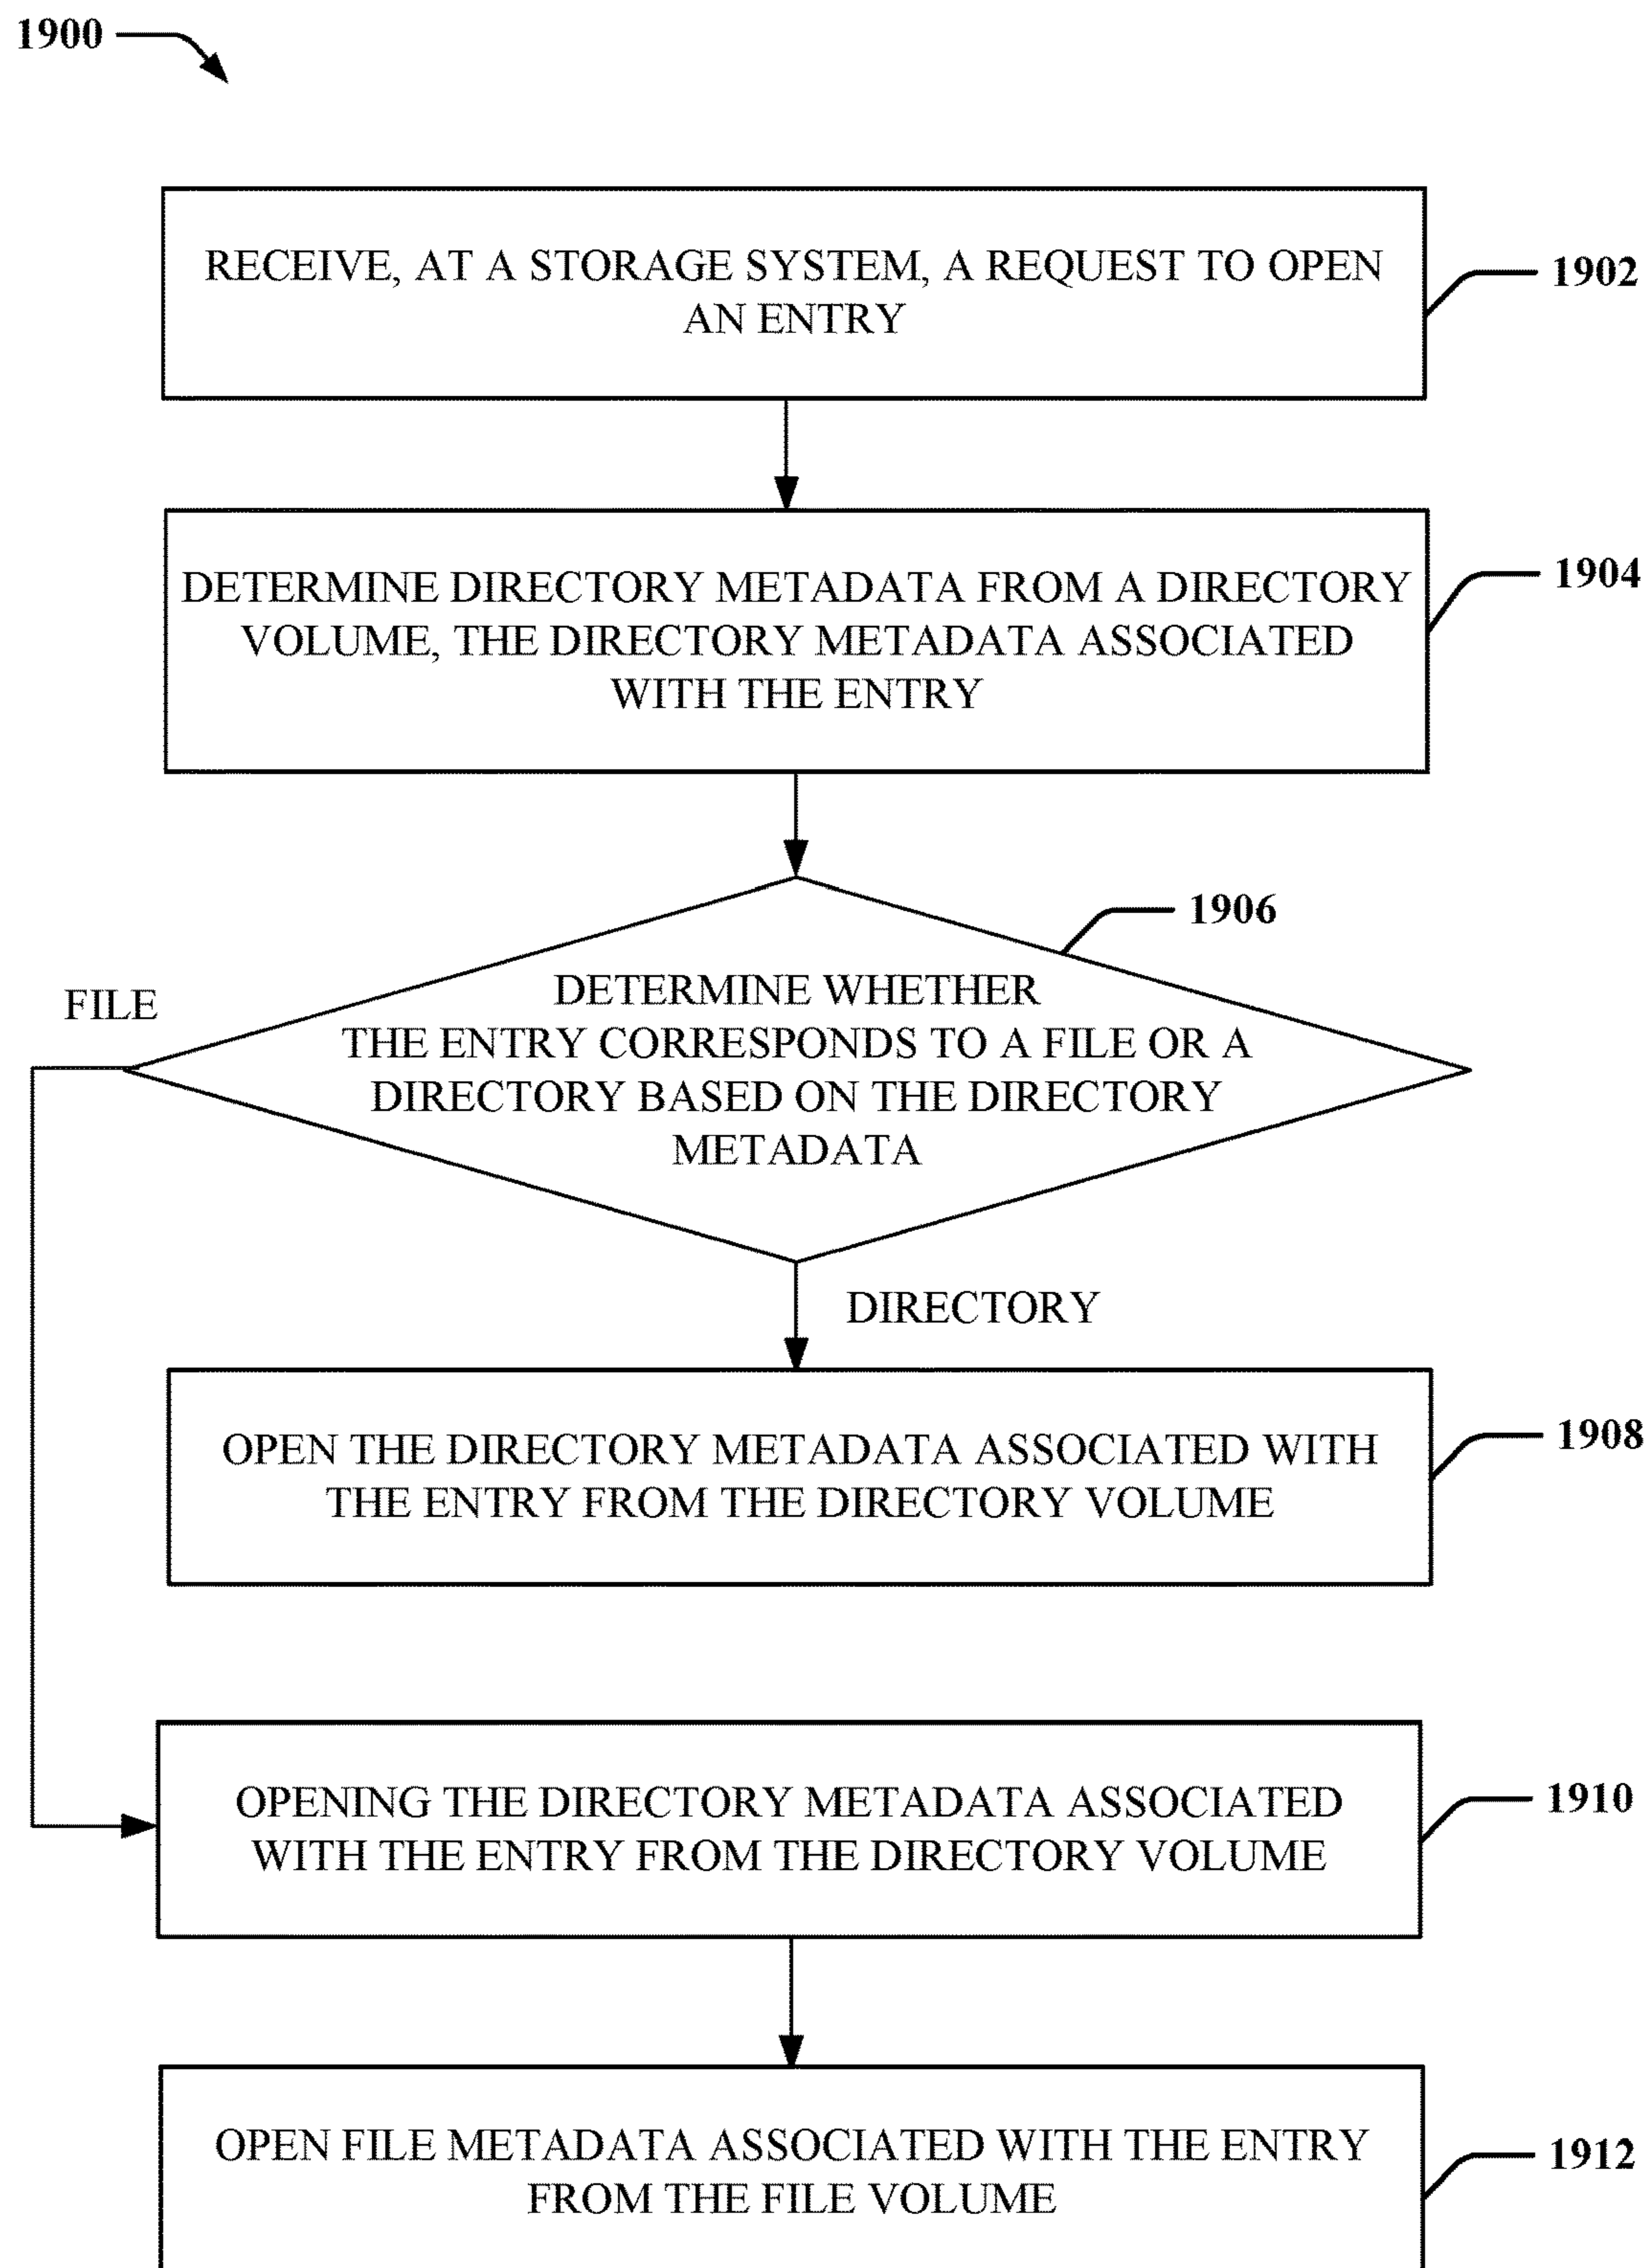 1900
RECEIVE, AT A STORAGE SYSTEM, A REQUEST TO OPEN
AN ENTRY
1902
DETERMINE DIRECTORY METADATA FROM A DIRECTORY
VOLUME, THE DIRECTORY METADATA ASSOCIATED
WITH THE ENTRY
1904
1906
DETERMINE WHETHER
THE ENTRY CORRESPONDS TO A FILE OR A
DIRECTORY BASED ON THE DIRECTORY
METADATA
FILE
DIRECTORY
OPEN THE DIRECTORY METADATA ASSOCIATED WITH
THE ENTRY FROM THE DIRECTORY VOLUME
1908
OPENING THE DIRECTORY METADATA ASSOCIATED
WITH THE ENTRY FROM THE DIRECTORY VOLUME
1910
OPEN FILE METADATA ASSOCIATED WITH THE ENTRY
FROM THE FILE VOLUME
1912